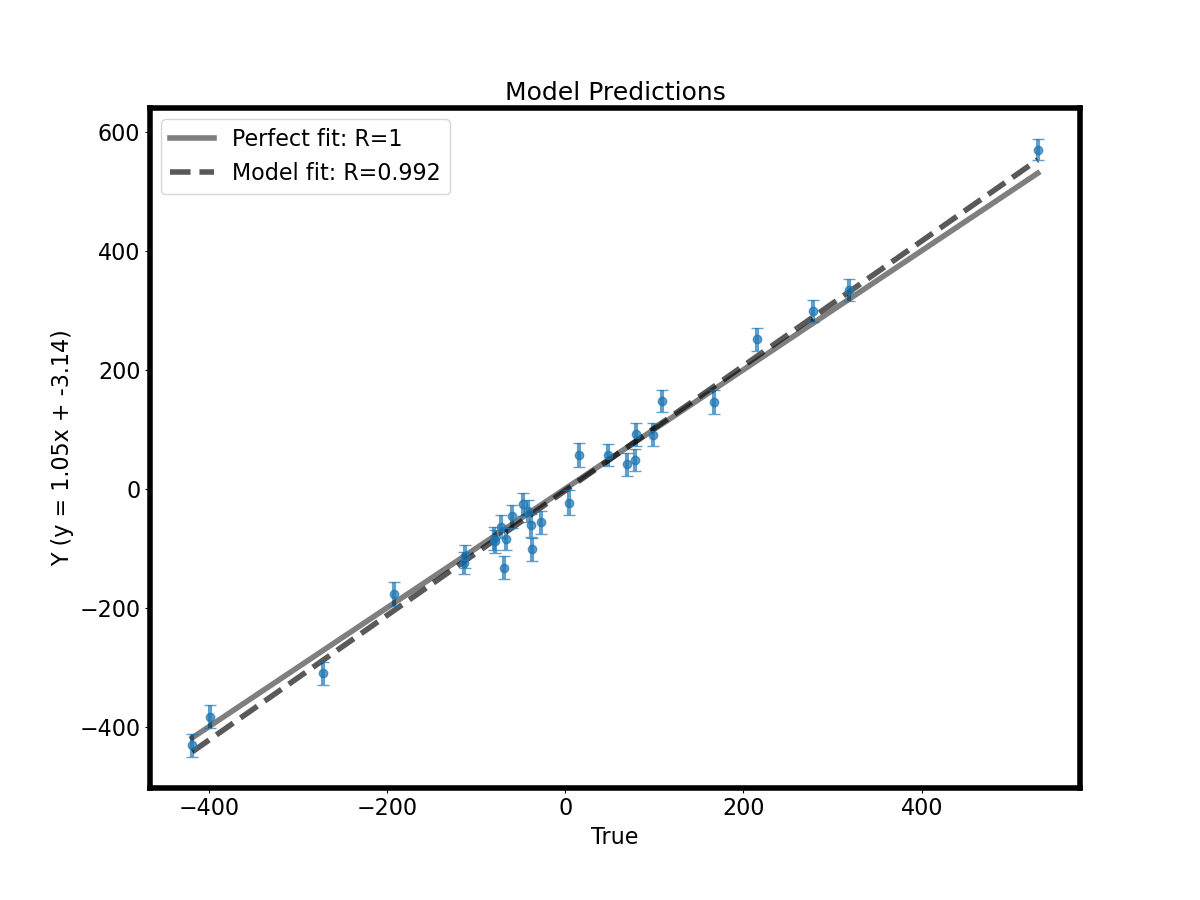 Model Predictions
Perfect fit: R=1
Model fit: R=0.992
600
400
200
0
−200
−400
Y (y = 1.05x + -3.14)
−400 −200 0 200 400
True